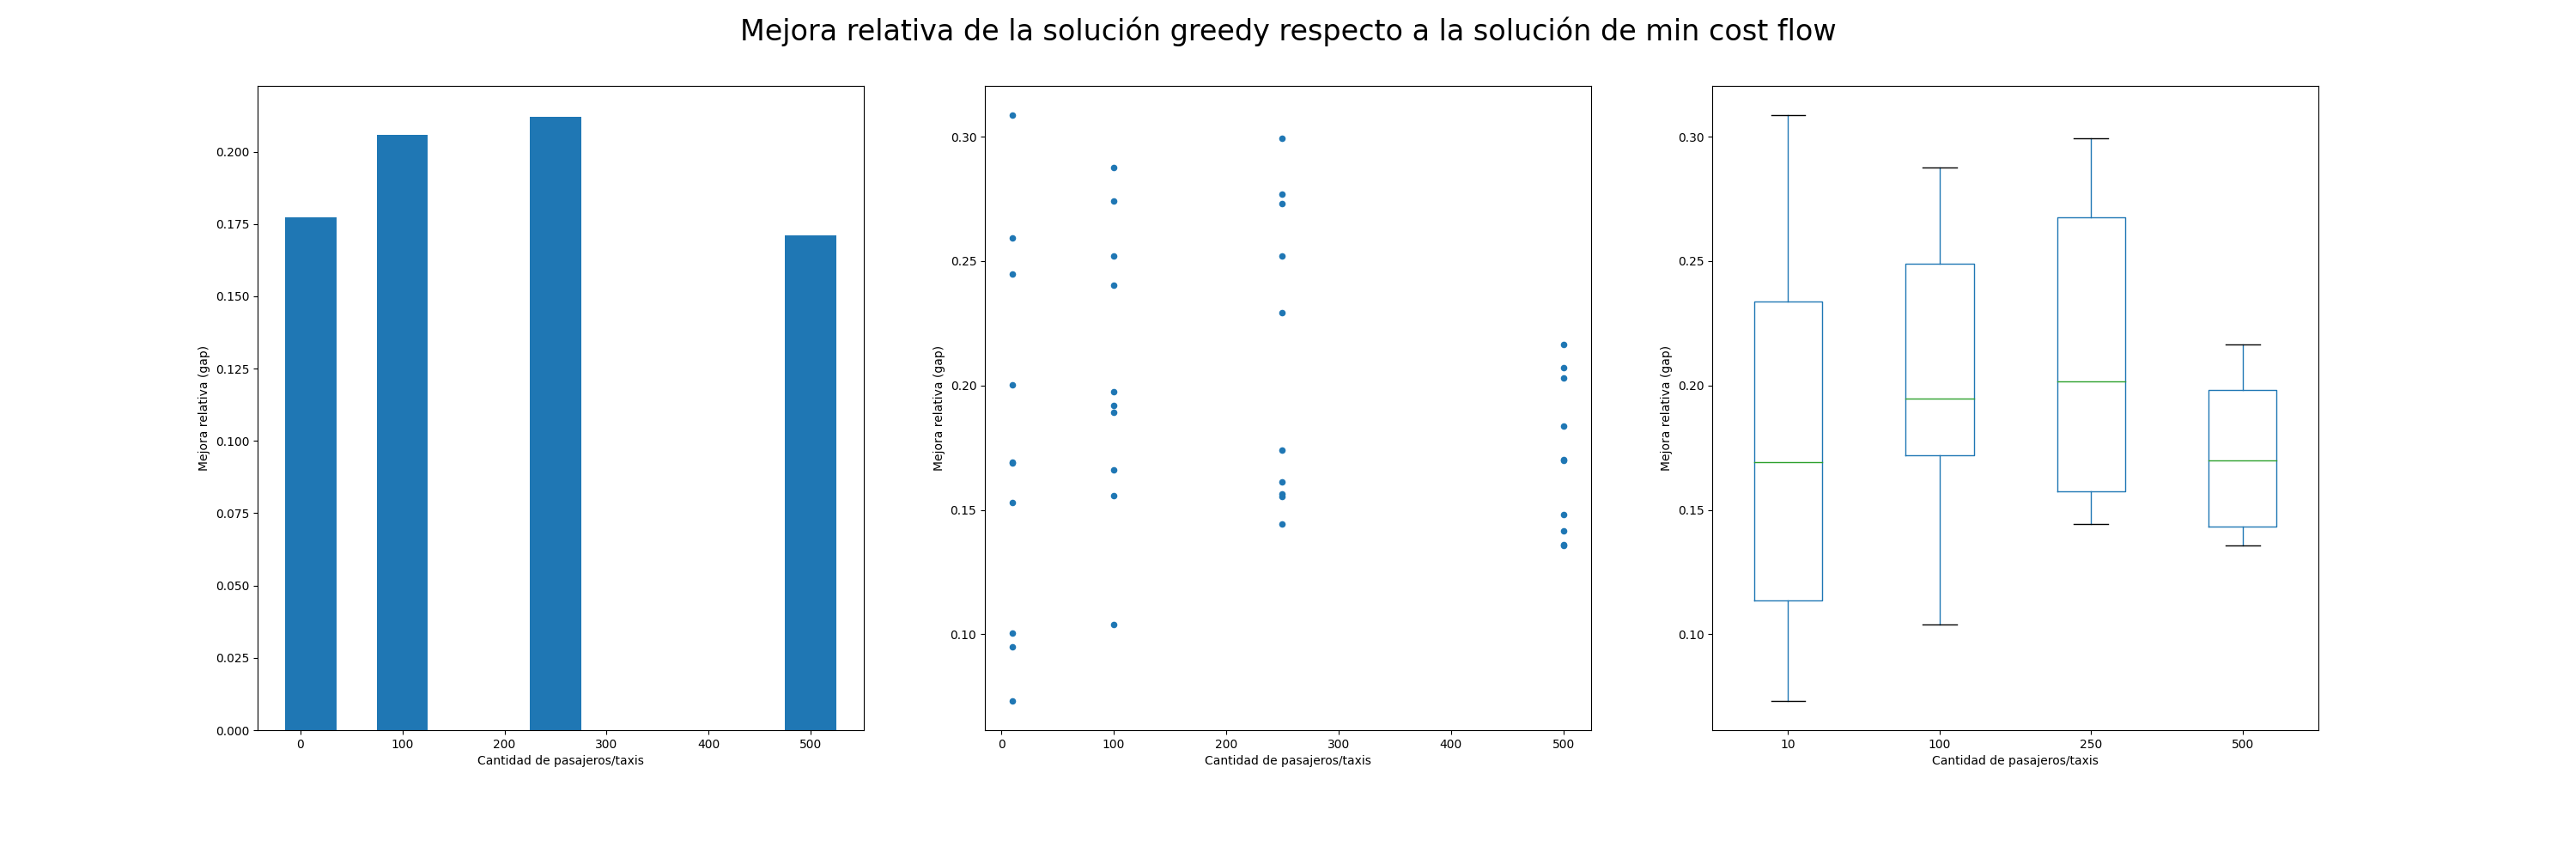 Mejora relativa de la solución greedy respecto a la solución de min cost flow
Mejora relativa (gap)
0.200
0.175
0.150
0.125
0.100
0.075
0.050
0.025
0.000
0 100 200 300 400 500
Cantidad de pasajeros/taxis
Mejora relativa (gap)
0.30
0.25
0.20
0.15
0.10
0 100 200 300 400 500
Cantidad de pasajeros/taxis
Mejora relativa (gap)
0.30
0.25
0.20
0.15
0.10
10 100 250 500
Cantidad de pasajeros/taxis